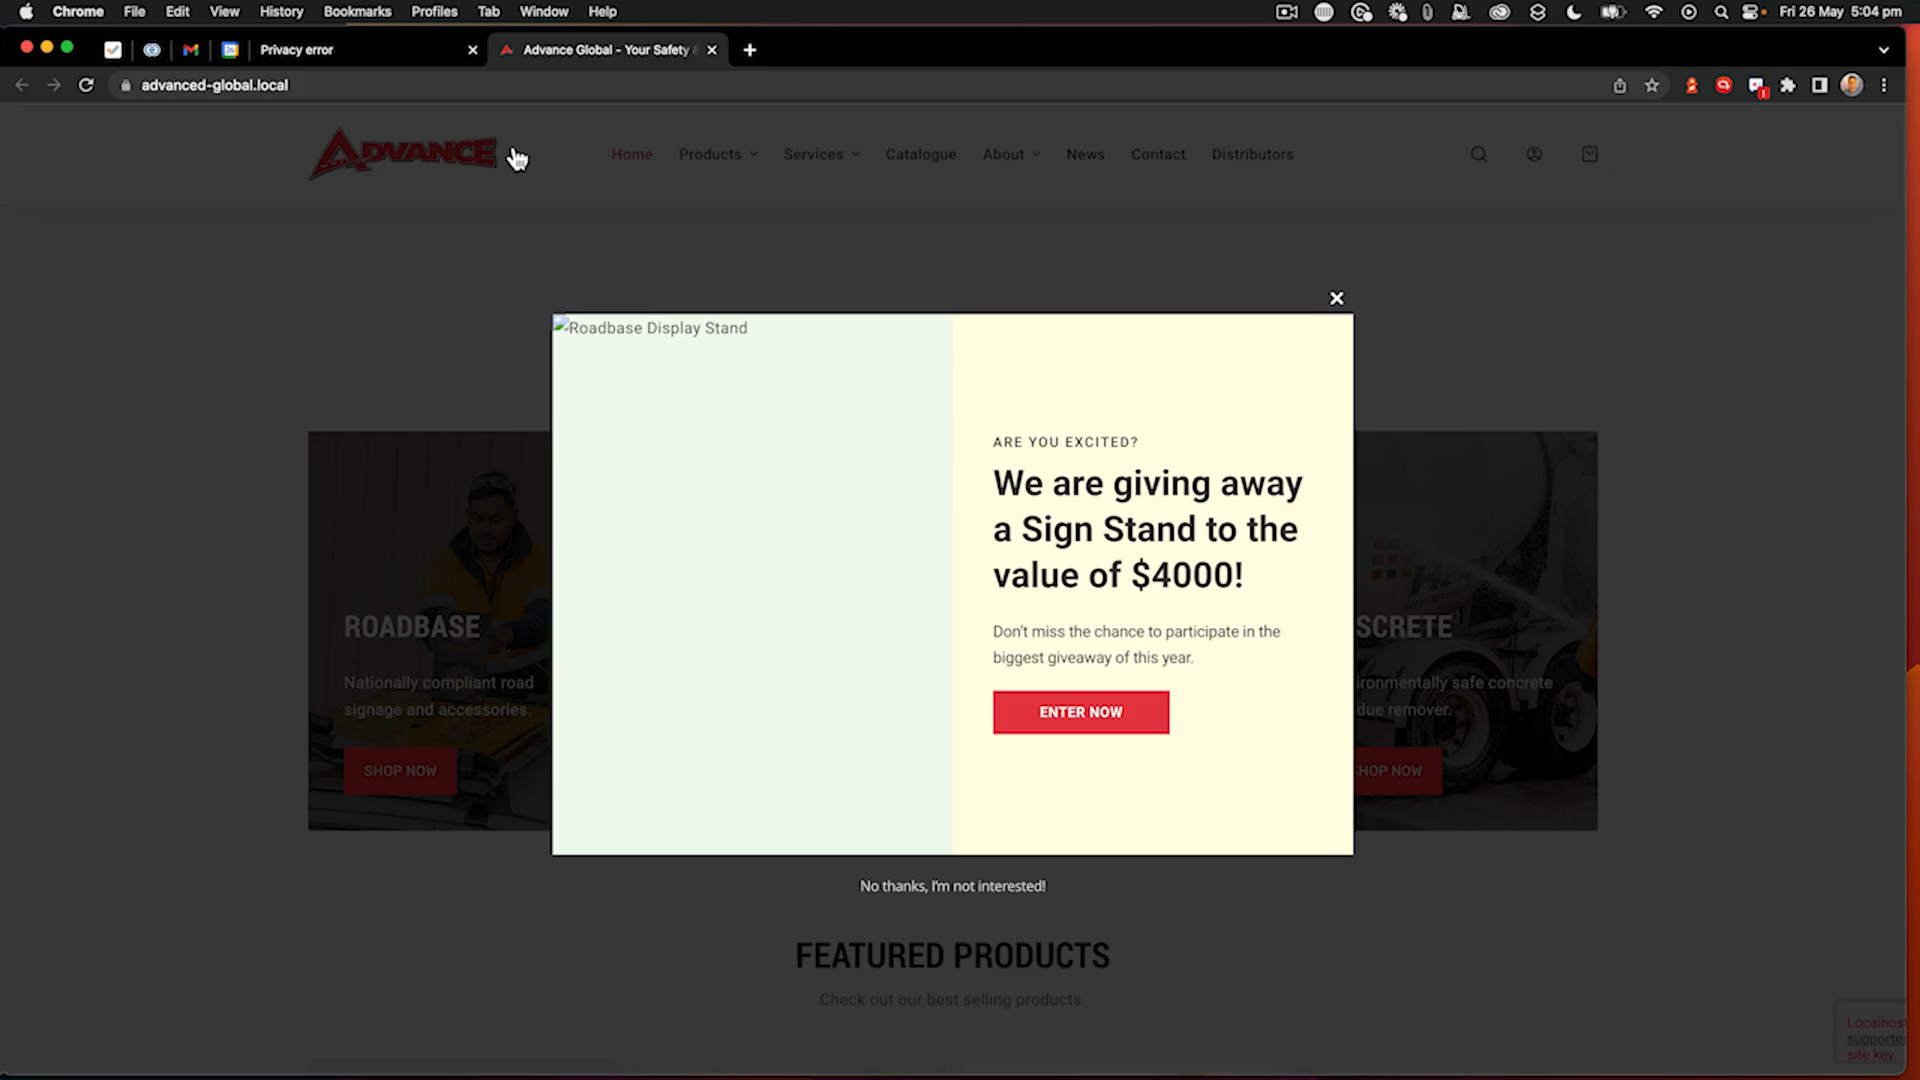 Chrome File Edit View History Bookmarks Profiles Tab Window Help Fri 26 May 5:04 pm
Privacy error Advance Global - Your Safety
advanced-global.local
ADVANCE Home Products Services Catalogue About News Contact Distributors
Roadbase Display Stand
ARE YOU EXCITED?
We are giving away
a Sign Stand to the
value of $4000!
Don't miss the chance to participate in the
biggest giveaway of this year.
ENTER NOW
ROADBASE
Nationally compliant road
signage and accessories.
SHOP NOW
SCRETE
ironmentally safe concrete
due remover.
HOP NOW
No thanks, I'm not interested!
FEATURED PRODUCTS
Check out our best selling products.
Localhos
supporte
site key.